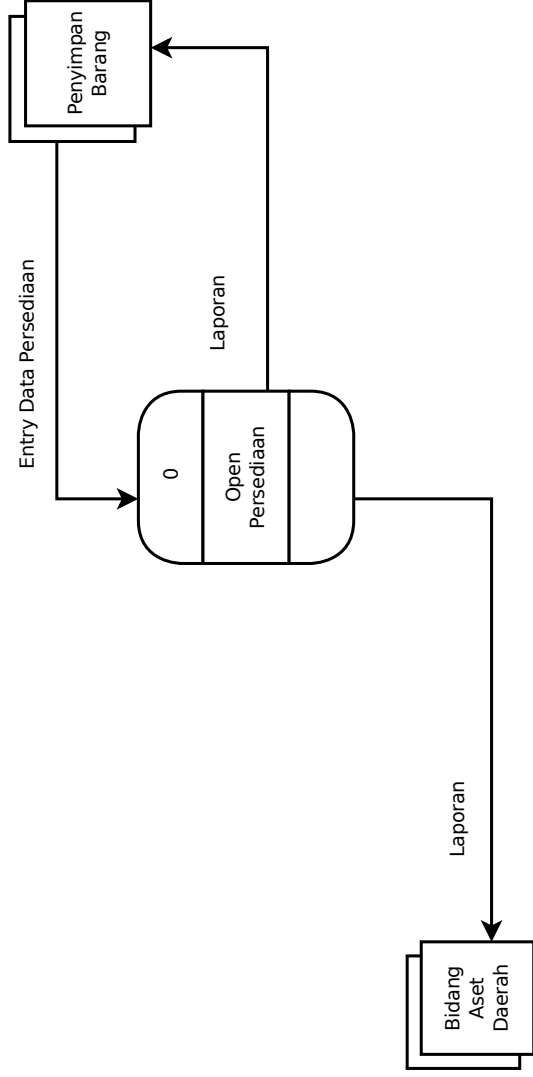 Entry Data Persediaan
Penyimpan
Barang
Laporan
0
Open
Persediaan
Laporan
Bidang
Aset
Daerah